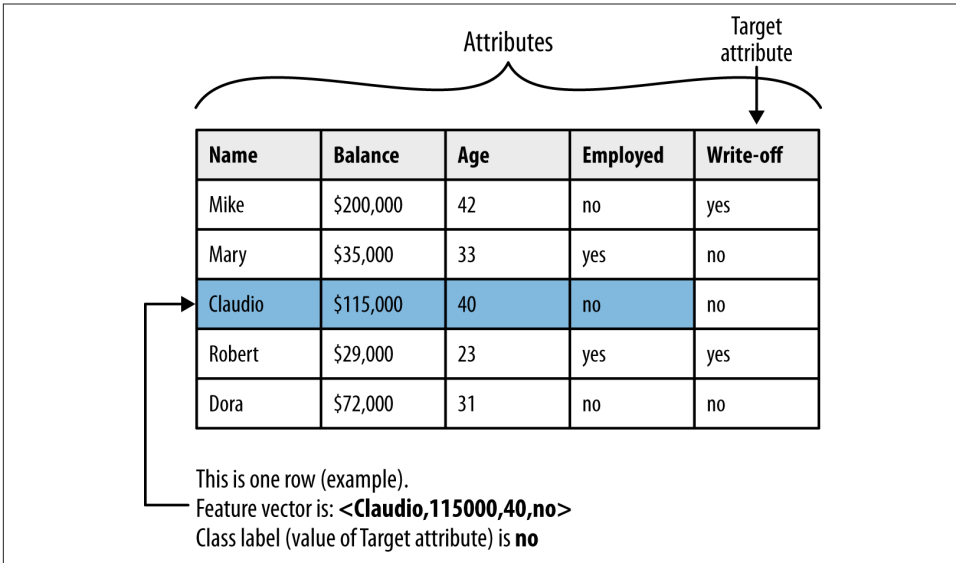 Attributes
Target
attribute
Name Balance Age Employed Write-off
Mike $200,000 42 no yes
Mary $35,000 33 yes no
Claudio $115,000 40 no no
Robert $29,000 23 yes yes
Dora $72,000 31 no no
This is one row (example).
Feature vector is: <Claudio,115000,40,no>
Class label (value of Target attribute) is no